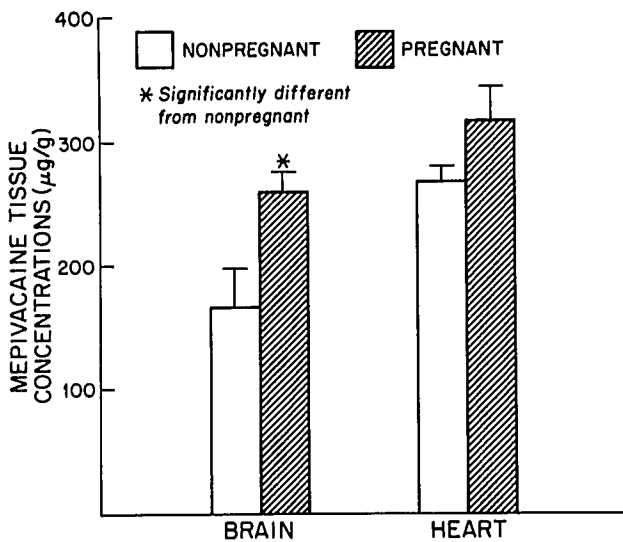 400
300
200
100
MEPIVACAINE TISSUE
CONCENTRATIONS (µg/g)
NONPREGNANT
PREGNANT
* Significantly different
from nonpregnant
*
BRAIN
HEART